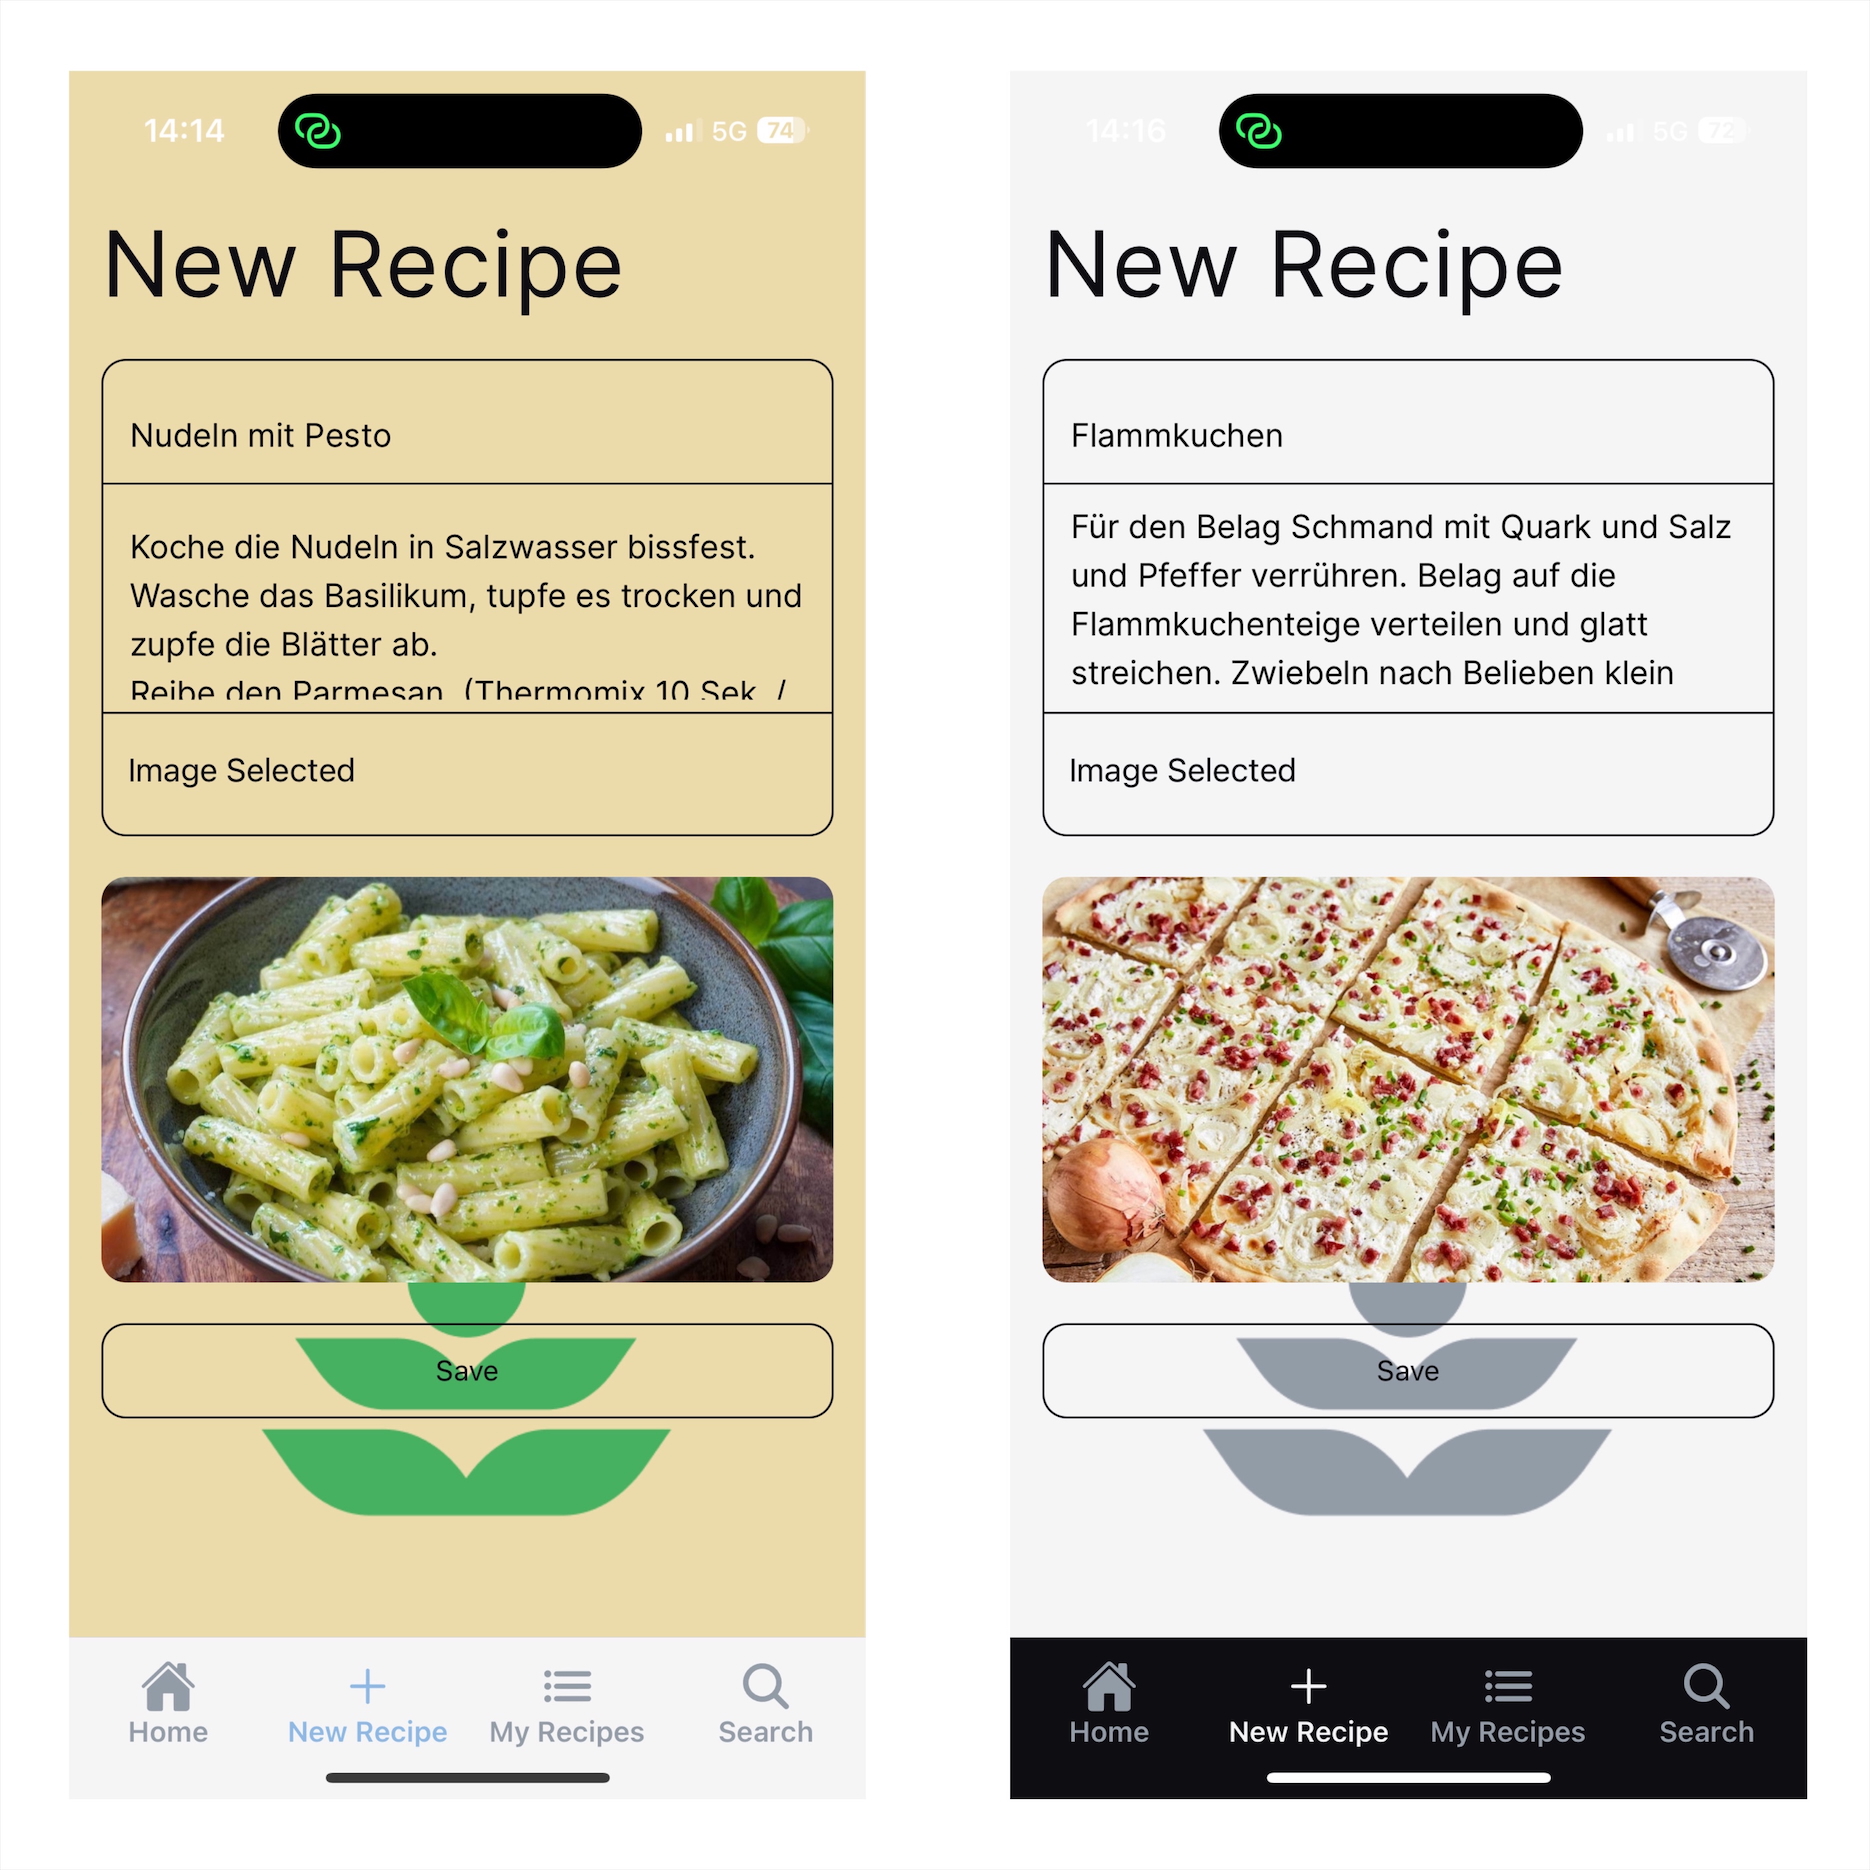 14:14
5G 74
New Recipe
Nudeln mit Pesto
Koche die Nudeln in Salzwasser bissfest.
Wasche das Basilikum, tupfe es trocken und
zupfe die Blätter ab.
Reibe den Parmesan. (Thermomix 10 Sek. /
Image Selected
Save
Home
New Recipe
My Recipes
Search
14:16
5G 72
New Recipe
Flammkuchen
Für den Belag Schmand mit Quark und Salz
und Pfeffer verrühren. Belag auf die
Flammkuchenteige verteilen und glatt
streichen. Zwiebeln nach Belieben klein
Image Selected
Save
Home
New Recipe
My Recipes
Search